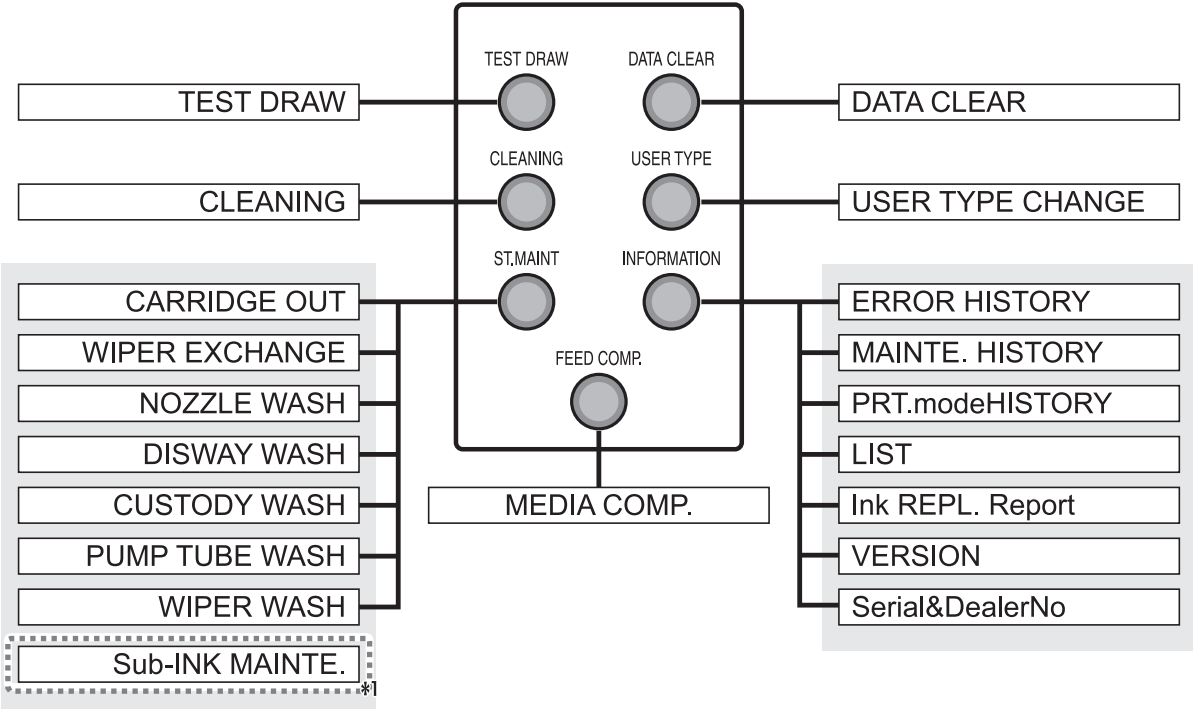 TEST DRAW
DATA CLEAR
TEST DRAW
DATA CLEAR
CLEANING
USER TYPE
CLEANING
USER TYPE CHANGE
ST.MAINT
INFORMATION
CARRIDGE OUT
ERROR HISTORY
WIPER EXCHANGE
MAINTE. HISTORY
FEED COMP.
NOZZLE WASH
PRT.modeHISTORY
DISWAY WASH
LIST
CUSTODY WASH
MEDIA COMP.
Ink REPL. Report
PUMP TUBE WASH
VERSION
WIPER WASH
Serial&DealerNo
Sub-INK MAINTE.
*1